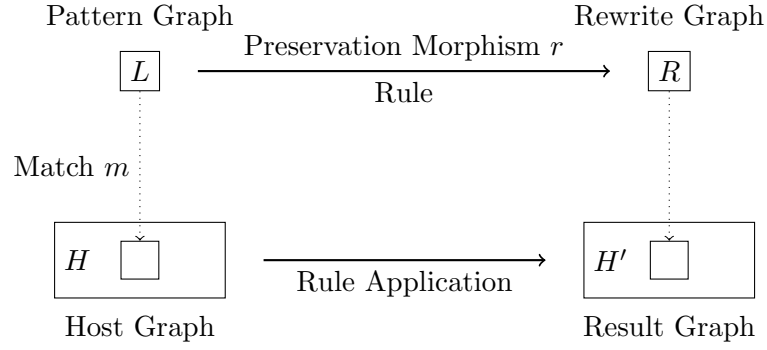 Pattern Graph
Rewrite Graph
Preservation Morphism r
L
R
Rule
Match m
H
H′
Rule Application
Host Graph
Result Graph